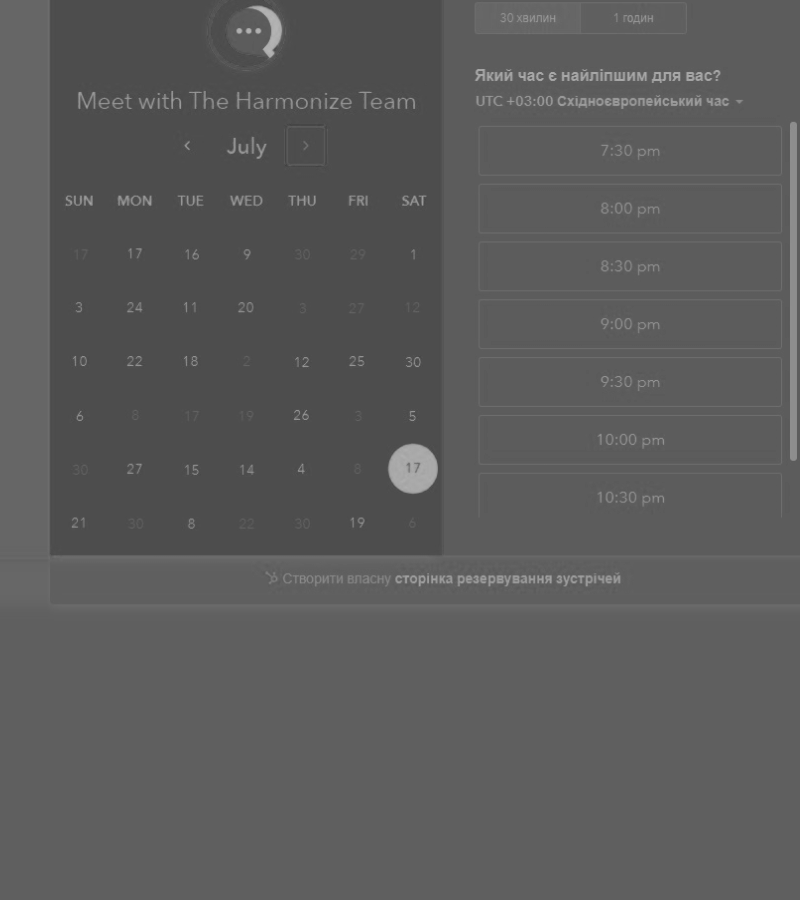 Meet with The Harmonize Team
July
SUN MON TUE WED THU FRI SAT
17 17 16 9 30 29 1
3 24 11 20 3 27 12
10 22 18 2 12 25 30
6 8 17 19 26 3 5
30 27 15 14 4 8 17
21 30 8 22 30 19 6
30 хвилин 1 годин
Який час є найліпшим для вас?
UTC +03:00 Східноєвропейський час
7:30 pm
8:00 pm
8:30 pm
9:00 pm
9:30 pm
10:00 pm
10:30 pm
Створити власну сторінка резервування зустрічей